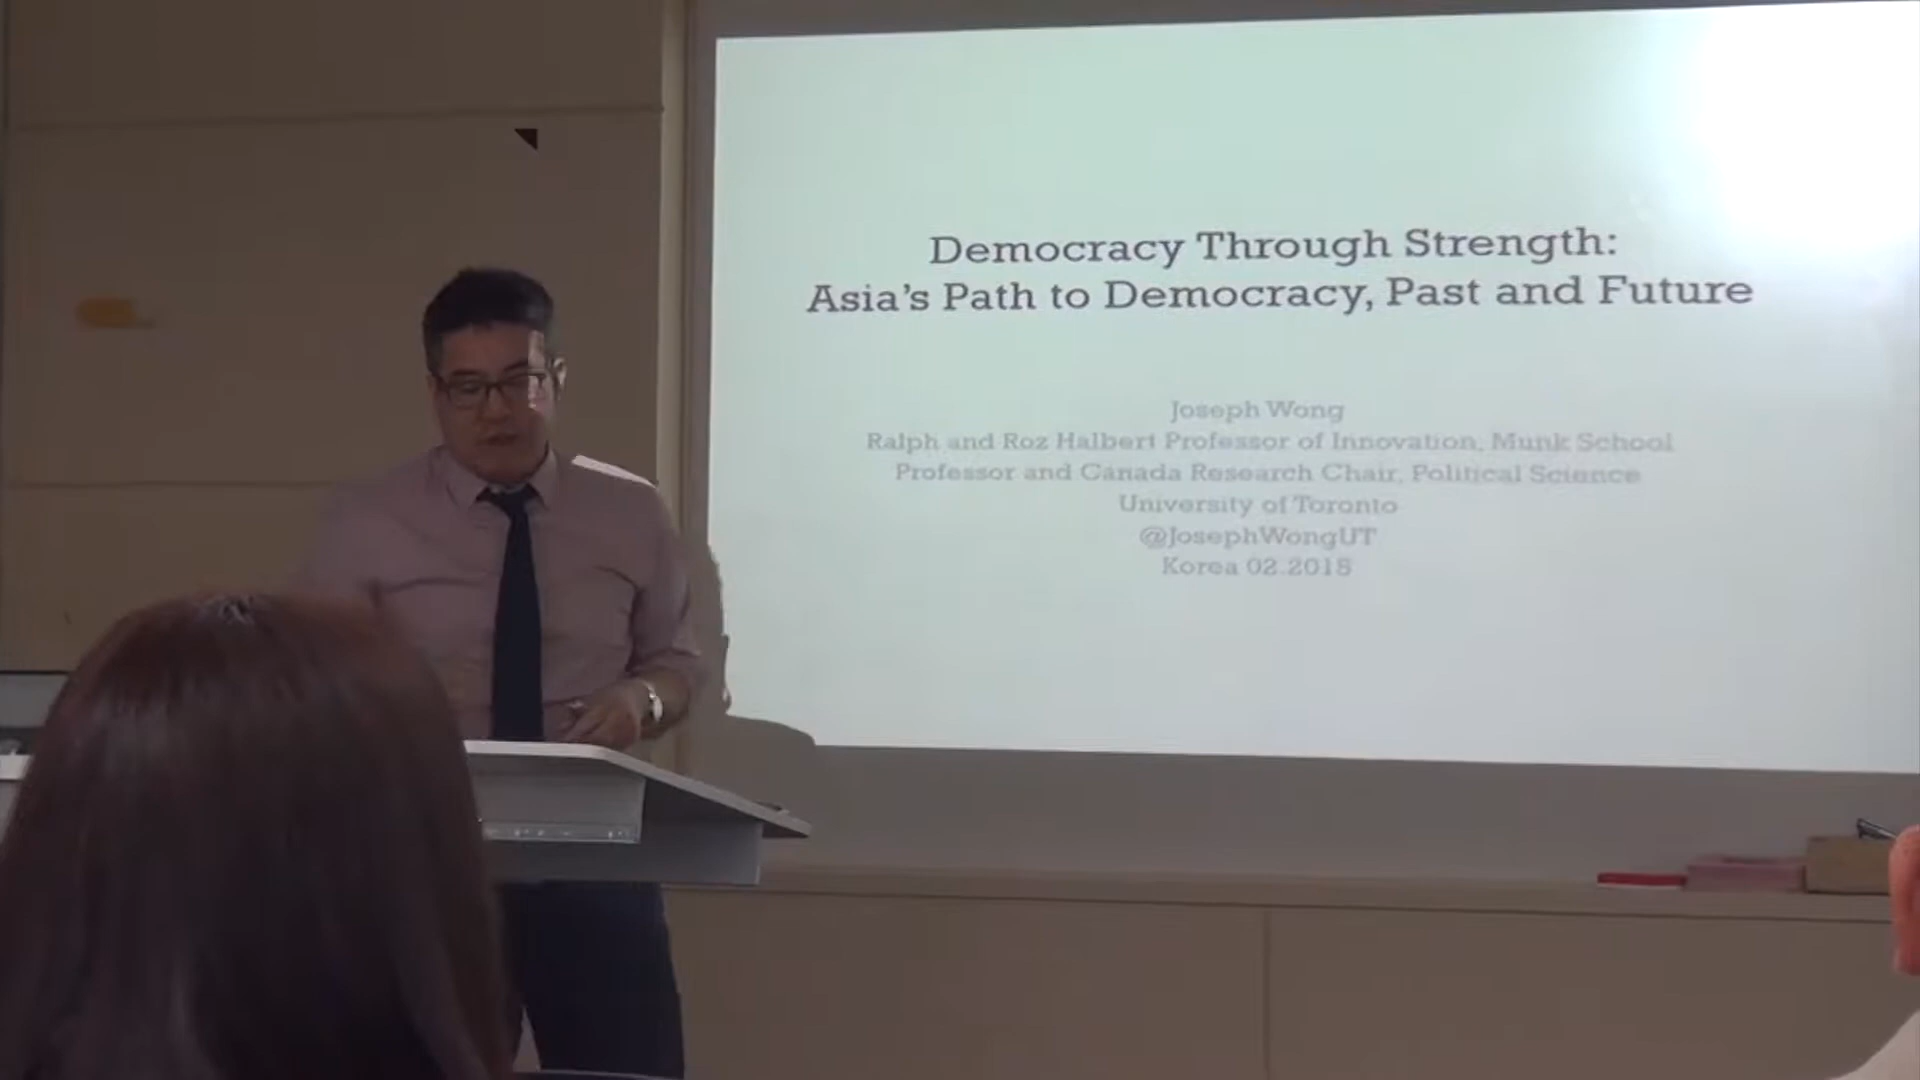 Democracy Through Strength:
Asia's Path to Democracy, Past and Future
Joseph Wong
Ralph and Roz Halbert Professor of Innovation, Munk School
Professor and Canada Research Chair, Political Science
University of Toronto
@JosephWongUT
Korea 02.2015